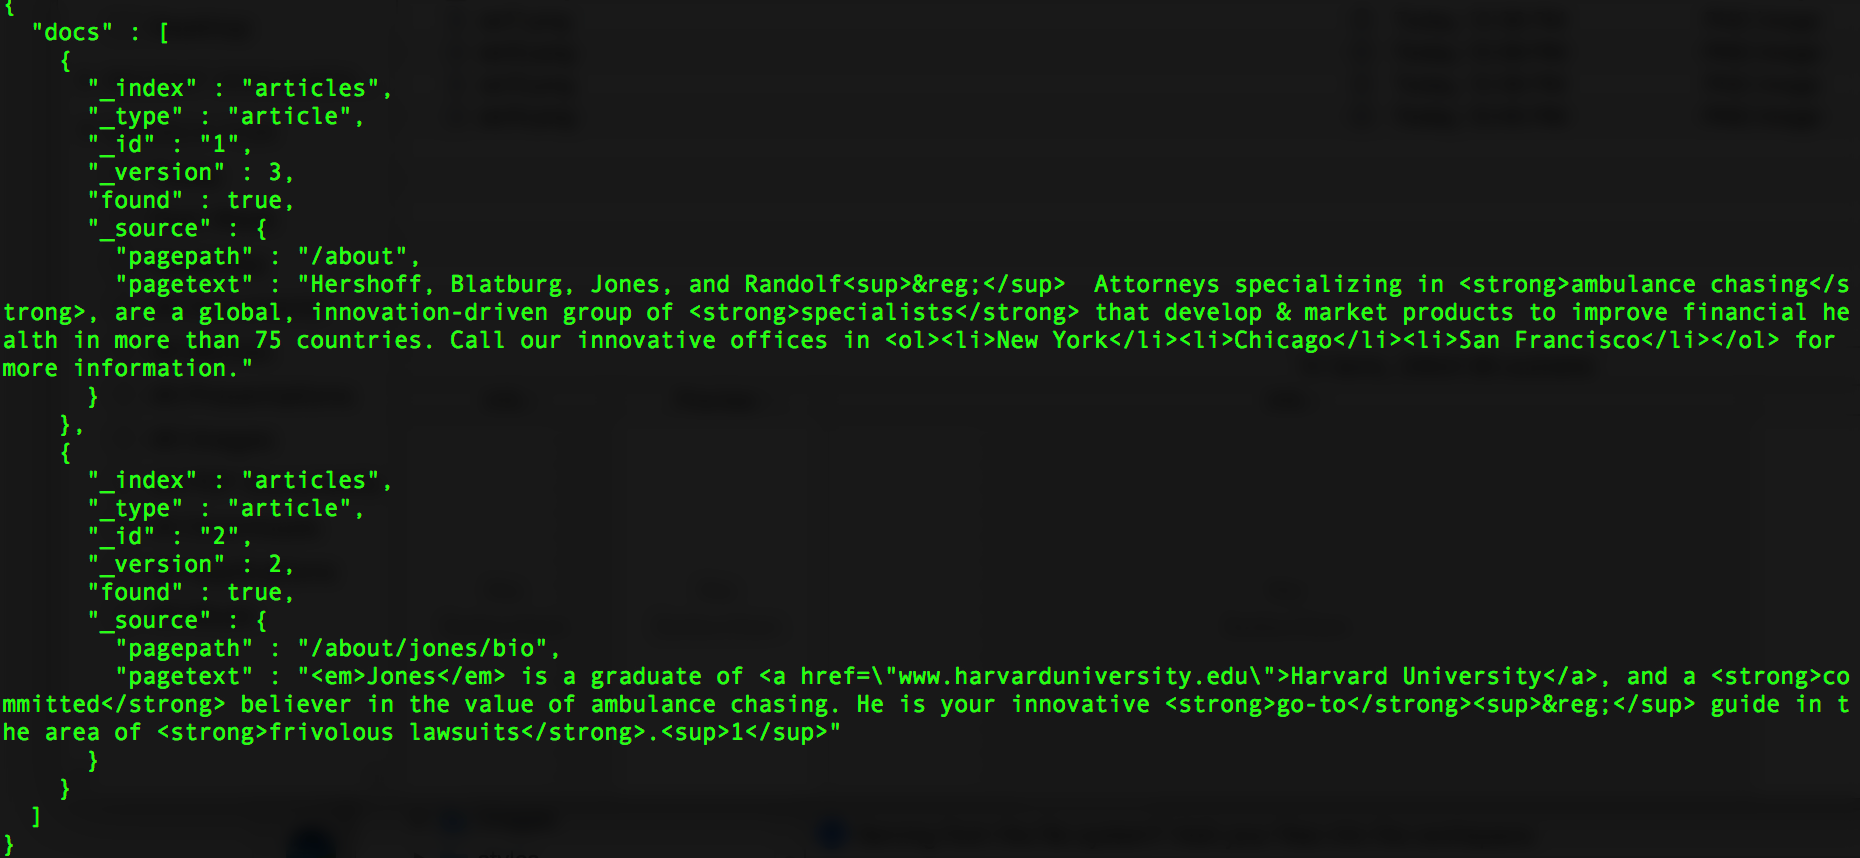 {
  "docs" : [
    {
      "_index" : "articles",
      "_type" : "article",
      "_id" : "1",
      "_version" : 3,
      "found" : true,
      "_source" : {
        "pagepath" : "/about",
        "pagetext" : "Hershoff, Blatburg, Jones, and Randolf<sup>&reg;</sup>  Attorneys specializing in <strong>ambulance chasing</s
trong>, are a global, innovation-driven group of <strong>specialists</strong> that develop & market products to improve financial he
alth in more than 75 countries. Call our innovative offices in <ol><li>New York</li><li>Chicago</li><li>San Francisco</li></ol> for
more information."
      }
    },
    {
      "_index" : "articles",
      "_type" : "article",
      "_id" : "2",
      "_version" : 2,
      "found" : true,
      "_source" : {
        "pagepath" : "/about/jones/bio",
        "pagetext" : "<em>Jones</em> is a graduate of <a href=\"www.harvarduniversity.edu\">Harvard University</a>, and a <strong>co
mmitted</strong> believer in the value of ambulance chasing. He is your innovative <strong>go-to</strong><sup>&reg;</sup> guide in t
he area of <strong>frivolous lawsuits</strong>.<sup>1</sup>"
      }
    }
  ]
}